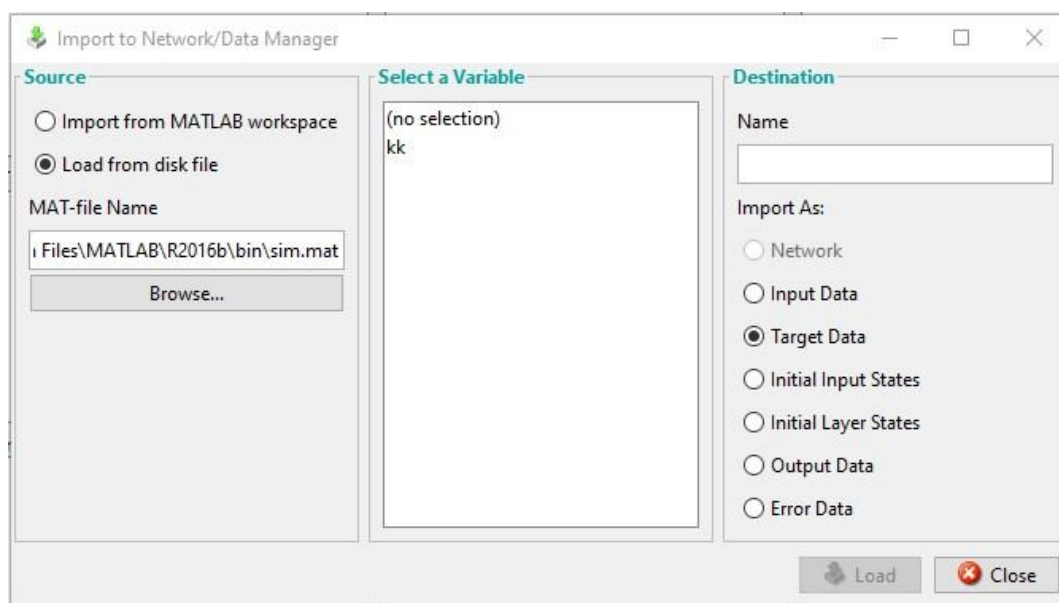 Import to Network/Data Manager
Source
Import from MATLAB workspace
Load from disk file
MAT-file Name
Files\MATLAB\R2016b\bin\sim.mat
Browse...
Select a Variable
(no selection)
kk
Destination
Name
Import As:
Network
Input Data
Target Data
Initial Input States
Initial Layer States
Output Data
Error Data
Load
Close